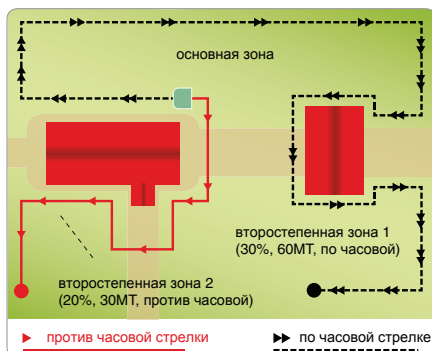 основная зона
второстепенная зона 1
(30%, 60МТ, по часовой)
второстепенная зона 2
(20%, 30МТ, против часовой)
против часовой стрелки
по часовой стрелке